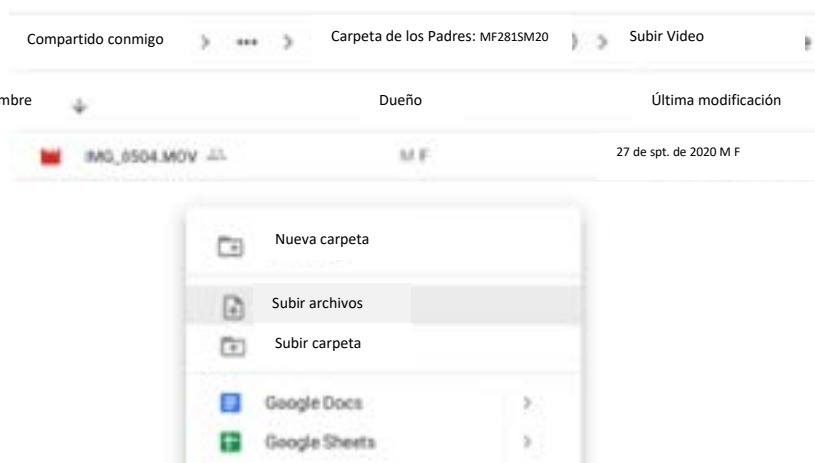 Compartido conmigo > ••• > Carpeta de los Padres: MF281SM20 > Subir Video
mbre Dueño Última modificación
IMG_0504.MOV M F 27 de spt. de 2020 M F
Nueva carpeta
Subir archivos
Subir carpeta
Google Docs >
Google Sheets >